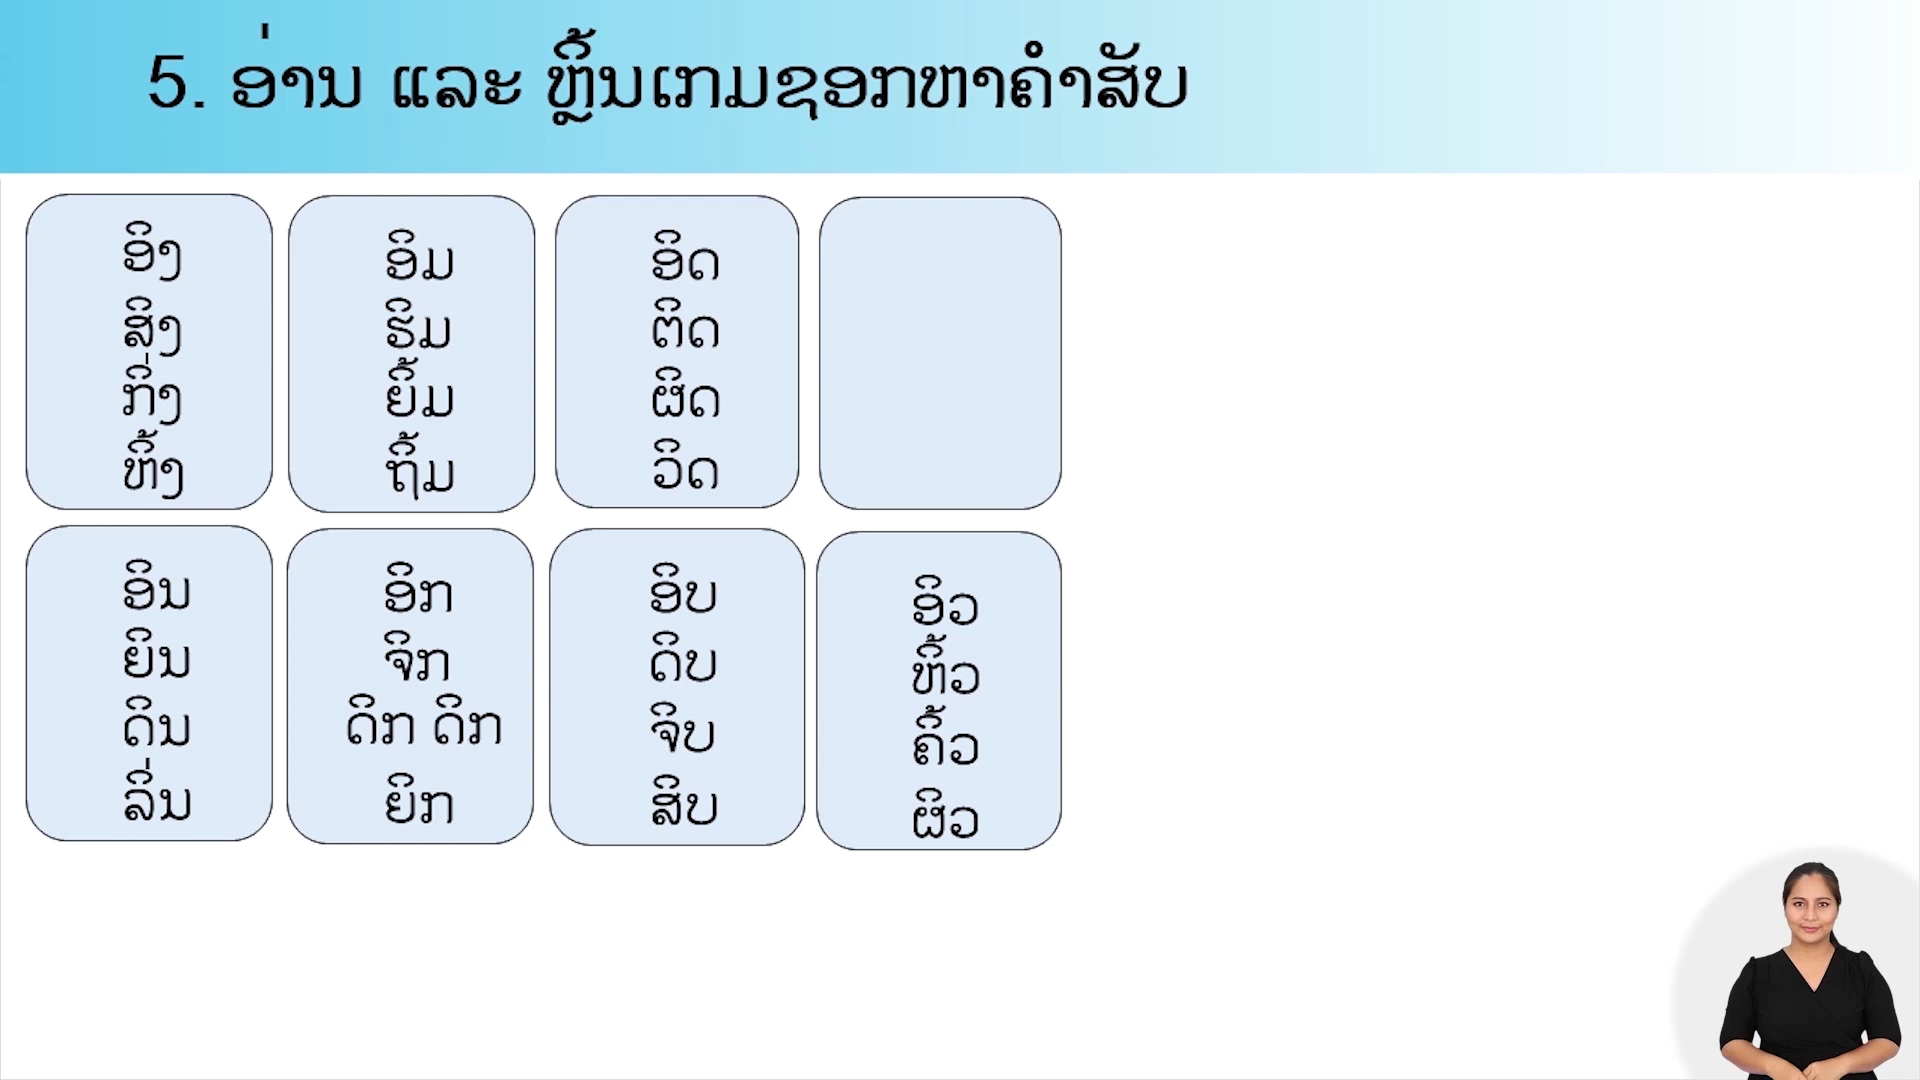 5. ອ່ານ ແລະ ຫຼິ້ນເກມຊອກຫາຄໍາສັບ
ອິງ
ສິງ
ກິ່ງ
ຫິ້ງ
ອິມ
ຮິມ
ຍິ້ມ
ຖິ້ມ
ອິດ
ຕິດ
ຜິດ
ວິດ
ອິນ
ຍິນ
ດິນ
ລິ່ນ
ອິກ
ຈິກ
ດິກ ດິກ
ຍິກ
ອິບ
ດິບ
ຈິບ
ສິບ
ອິວ
ຫິ້ວ
ຄິ້ວ
ຜິວ